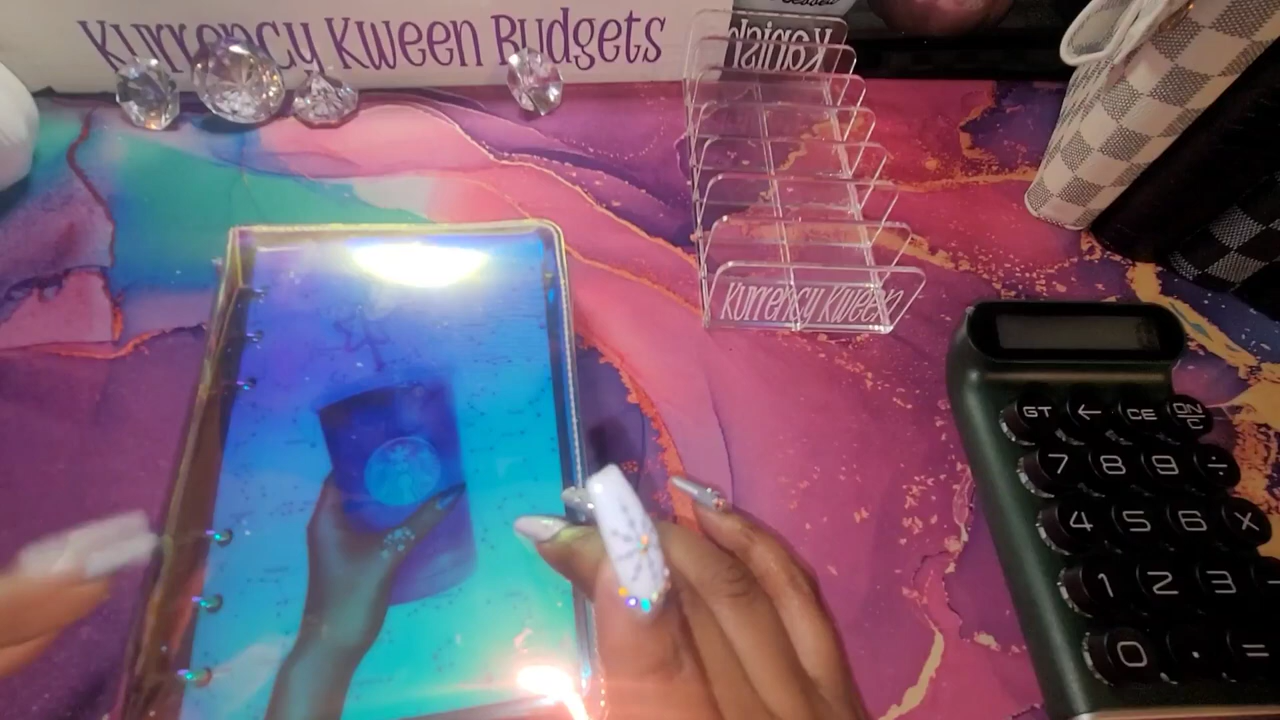 Kurrency Kween Budgets
Kurrency Kween
GT ← CE ON/C
7 8 9 ÷
4 5 6 X
1 2 3 -
0 . =